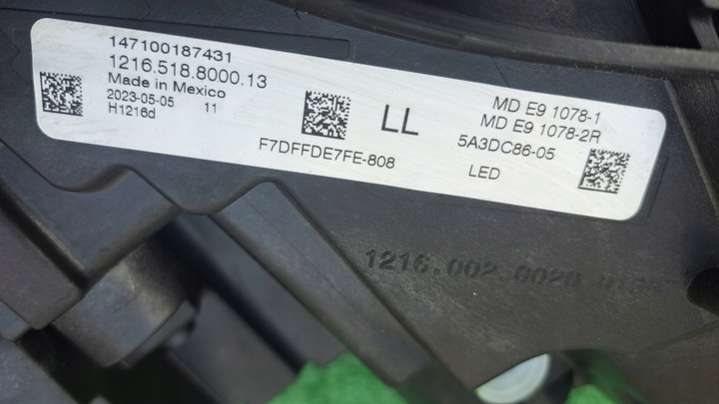 147100187431
1216.518.8000.13
Made in Mexico
2023-05-05 11
H1216d
F7DFFDE7FE-808
LL
MD E9 1078-1
MD E9 1078-2R
5A3DC86-05
LED
1216.002.0020